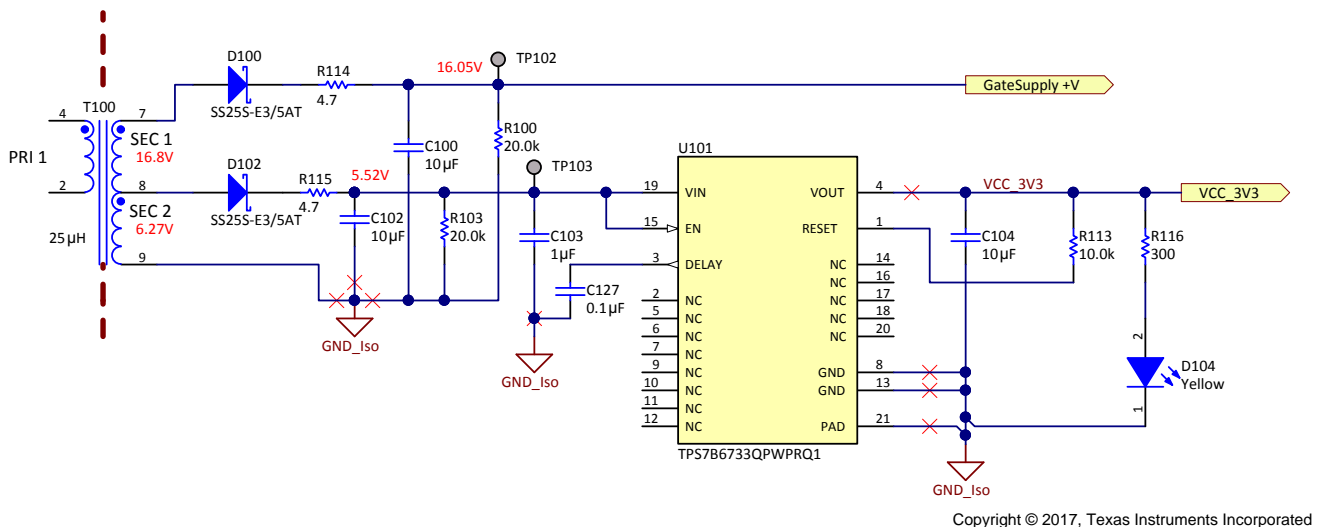 D100
SS25S-E3/5AT
R114
4.7
16.05V
TP102
GateSupply +V
T100
4
7
PRI 1
SEC 1
16.8V
2
8
SEC 2
6.27V
25µH
9
D102
SS25S-E3/5AT
R115
4.7
5.52V
C100
10µF
R100
20.0k
TP103
C102
10µF
R103
20.0k
C103
1µF
C127
0.1µF
GND_Iso
GND_Iso
U101
19
VIN
15
EN
3
DELAY
2
NC
5
NC
6
NC
7
NC
9
NC
10
NC
11
NC
12
NC
VOUT
4
RESET
1
NC
14
NC
16
NC
17
NC
18
NC
20
GND
8
GND
13
PAD
21
TPS7B6733QPWPRQ1
VCC_3V3
VCC_3V3
C104
10µF
R113
10.0k
R116
300
2
D104
Yellow
1
GND_Iso
Copyright © 2017, Texas Instruments Incorporated